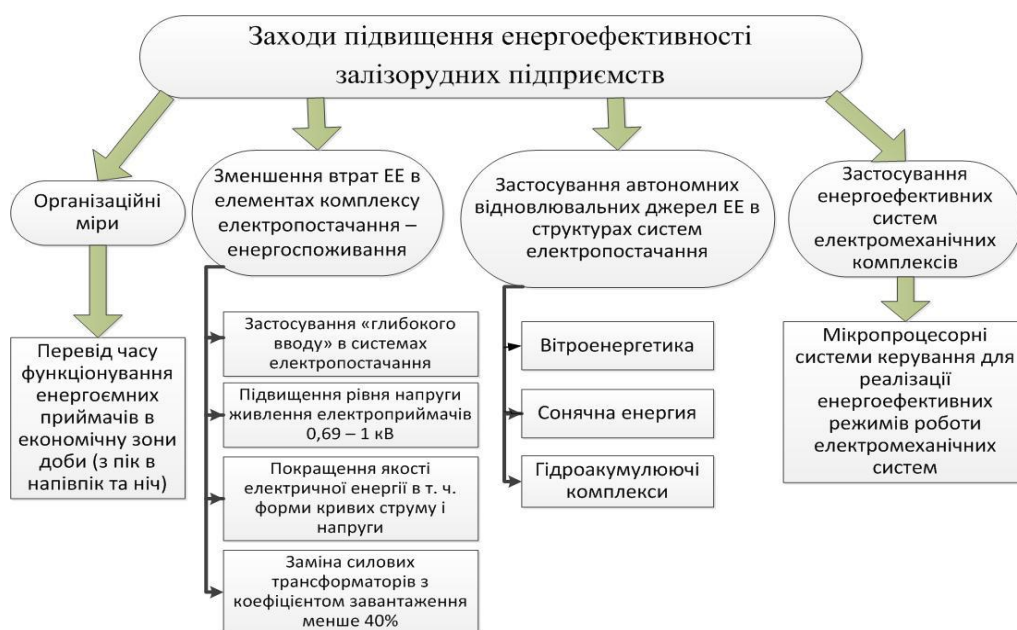 Заходи підвищення енергоефективності
залізорудних підприємств
Організаційні
міри
Зменшення втрат ЕЕ в
елементах комплексу
електропостачання –
енергоспоживання
Застосування автономних
відновлювальних джерел ЕЕ в
структурах систем
електропостачання
Застосування
енергоефективних
систем
електромеханічних
комплексів
Перевід часу
функціонування
енергоємних
приймачів в
економічну зони
доби (з пік в
напівпік та ніч)
Застосування «глибокого
вводу» в системах
електропостачання
Підвищення рівня напруги
живлення електроприймачів
0,69 – 1 кВ
Покращення якості
електричної енергії в т. ч.
форми кривих струму і
напруги
Заміна силових
трансформаторів з
коефіцієнтом завантаження
менше 40%
Вітроенергетика
Сонячна енергия
Гідроакумулюючі
комплекси
Мікропроцесорні
системи керування для
реалізації
енергоефективних
режимів роботи
електромеханічних
систем